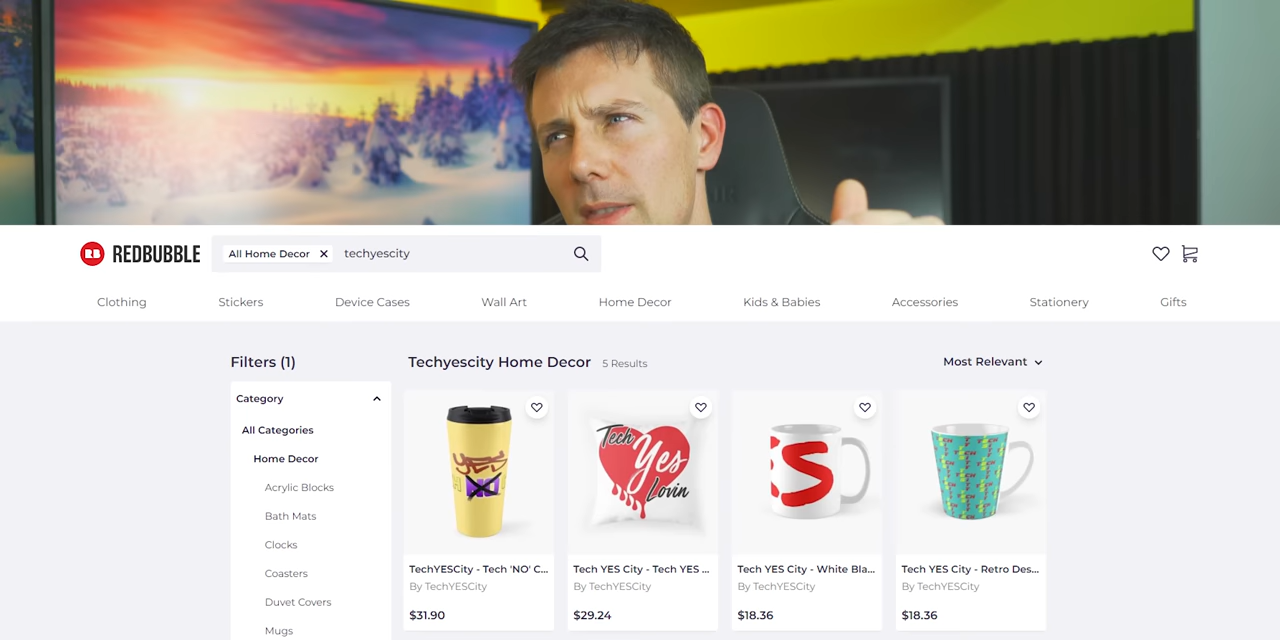 RB REDBUBBLE
All Home Decor ✕ techyescity
Clothing Stickers Device Cases Wall Art Home Decor Kids & Babies Accessories Stationery Gifts
Filters (1)
Techyescity Home Decor 5 Results
Most Relevant
Category
All Categories
Home Decor
Acrylic Blocks
Bath Mats
Clocks
Coasters
Duvet Covers
Mugs
YES
NO
Tech
Yes
Lovin
S
TechYESCity - Tech 'NO' C...
By TechYESCity
$31.90
Tech YES City - Tech YES ...
By TechYESCity
$29.24
Tech YES City - White Bla...
By TechYESCity
$18.36
Tech YES City - Retro Des...
By TechYESCity
$18.36